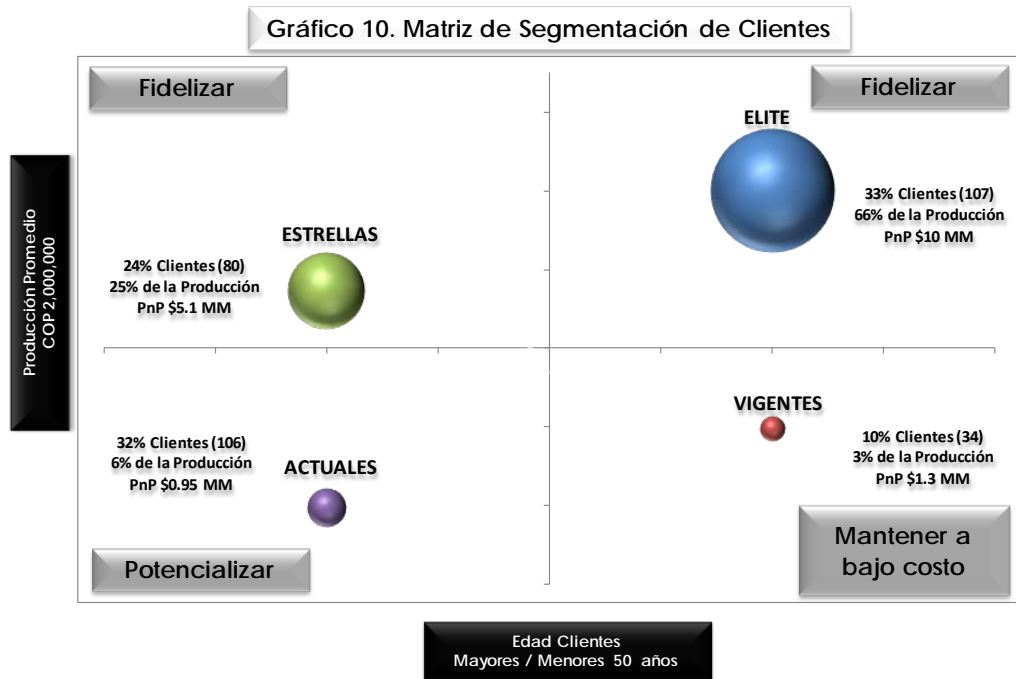 Gráfico 10. Matriz de Segmentación de Clientes
Fidelizar
Fidelizar
ELITE
33% Clientes (107)
66% de la Producción
PnP $10 MM
ESTRELLAS
24% Clientes (80)
25% de la Producción
PnP $5.1 MM
Producción Promedio
COP 2,000,000
VIGENTES
10% Clientes (34)
3% de la Producción
PnP $1.3 MM
32% Clientes (106)
6% de la Producción
PnP $0.95 MM
ACTUALES
Potencializar
Mantener a
bajo costo
Edad Clientes
Mayores / Menores 50 años